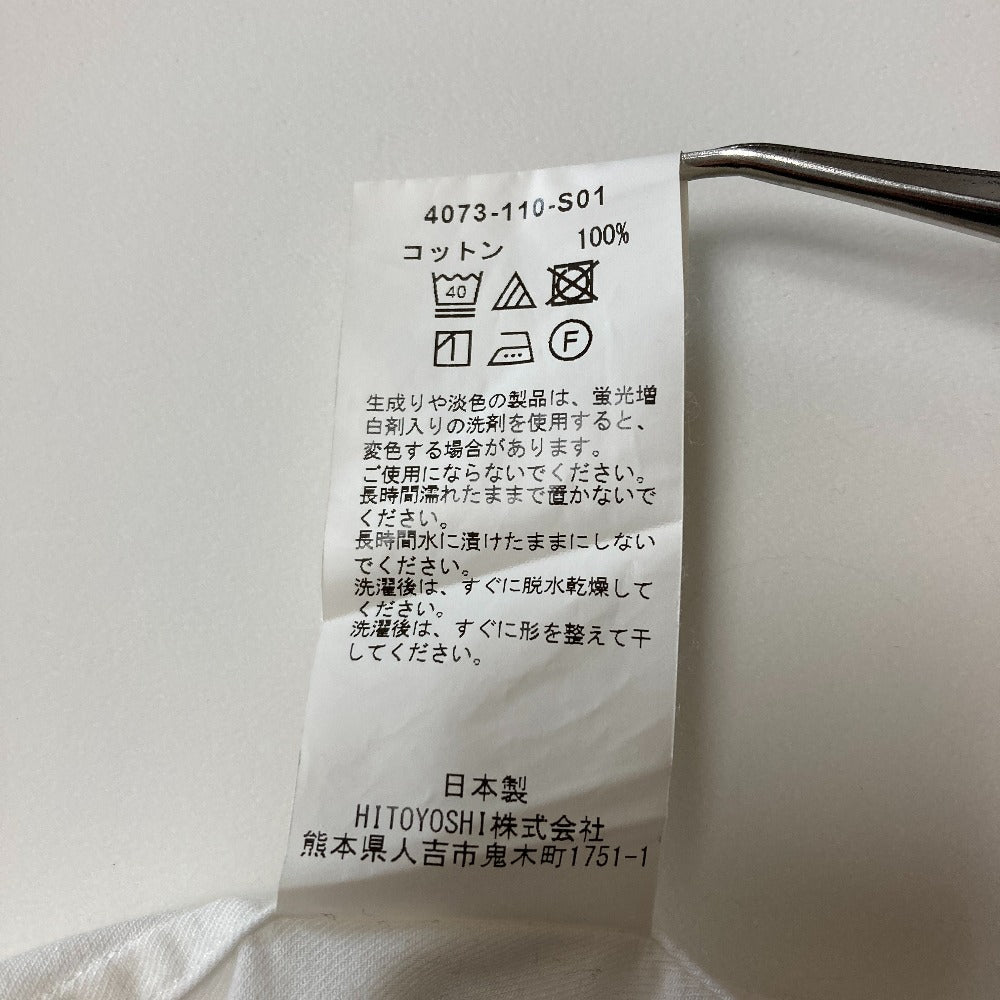 4073-110-S01
コットン 100%
40
F
生成りや淡色の製品は、蛍光増
白剤入りの洗剤を使用すると、
変色する場合があります。
ご使用にならないでください。
長時間濡れたままで置かないで
ください。
長時間水に漬けたままにしない
でください。
洗濯後は、すぐに脱水乾燥して
ください。
洗濯後は、すぐに形を整えて干
してください。
日本製
HITOYOSHI株式会社
熊本県人吉市鬼木町1751-1